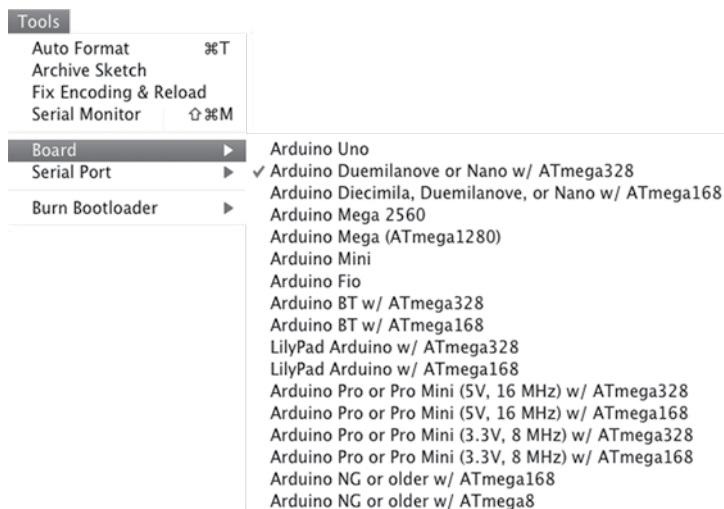 Tools
Auto Format ⌘T
Archive Sketch
Fix Encoding & Reload
Serial Monitor ⇧⌘M
Board ▶
Serial Port ▶
Burn Bootloader ▶
Arduino Uno
✓ Arduino Duemilanove or Nano w/ ATmega328
Arduino Diecimila, Duemilanove, or Nano w/ ATmega168
Arduino Mega 2560
Arduino Mega (ATmega1280)
Arduino Mini
Arduino Fio
Arduino BT w/ ATmega328
Arduino BT w/ ATmega168
LilyPad Arduino w/ ATmega328
LilyPad Arduino w/ ATmega168
Arduino Pro or Pro Mini (5V, 16 MHz) w/ ATmega328
Arduino Pro or Pro Mini (5V, 16 MHz) w/ ATmega168
Arduino Pro or Pro Mini (3.3V, 8 MHz) w/ ATmega328
Arduino Pro or Pro Mini (3.3V, 8 MHz) w/ ATmega168
Arduino NG or older w/ ATmega168
Arduino NG or older w/ ATmega8